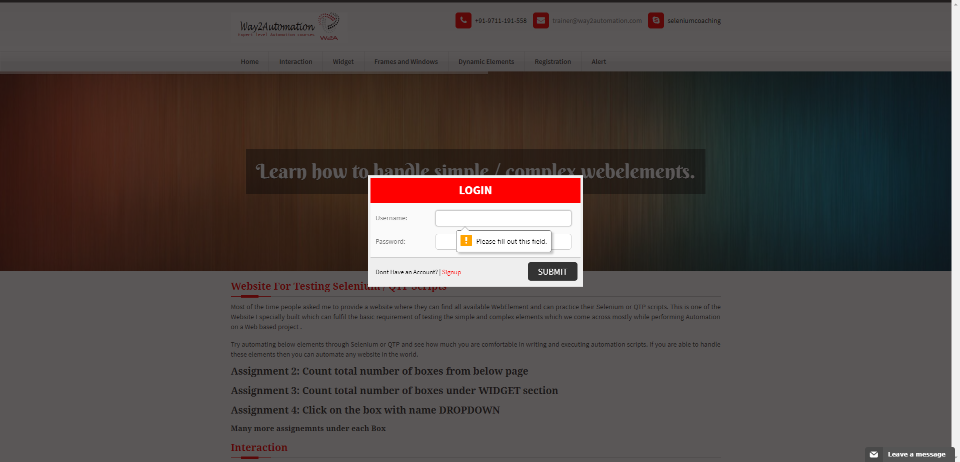 Way2Automation
W2A
+91-9711-191-558
trainer@way2automation.com
seleniumcoaching
Home
Interaction
Widget
Frames and Windows
Dynamic Elements
Registration
Alert
Learn how to handle simple / complex webelements.
LOGIN
Username:
Please fill out this field.
Password:
Dont Have an Account? | Signup
SUBMIT
Website For Testing Selenium / QTP Scripts
Most of the time people asked me to provide a website where they can find all available WebElement and can practice their Selenium or QTP scripts. This is one of the
Website I specially built which can fulfill the basic requirement of testing the simple and complex elements which we come across mostly while performing Automation
on a Web based project .
Try automating below elements through Selenium or QTP and see how much you are comfortable in writing and executing automation scripts. If you are able to handle
these elements then you can automate any website in the world.
Assignment 2: Count total number of boxes from below page
Assignment 3: Count total number of boxes under WIDGET section
Assignment 4: Click on the box with name DROPDOWN
Many more assignemnts under each Box
Interaction
Leave a message